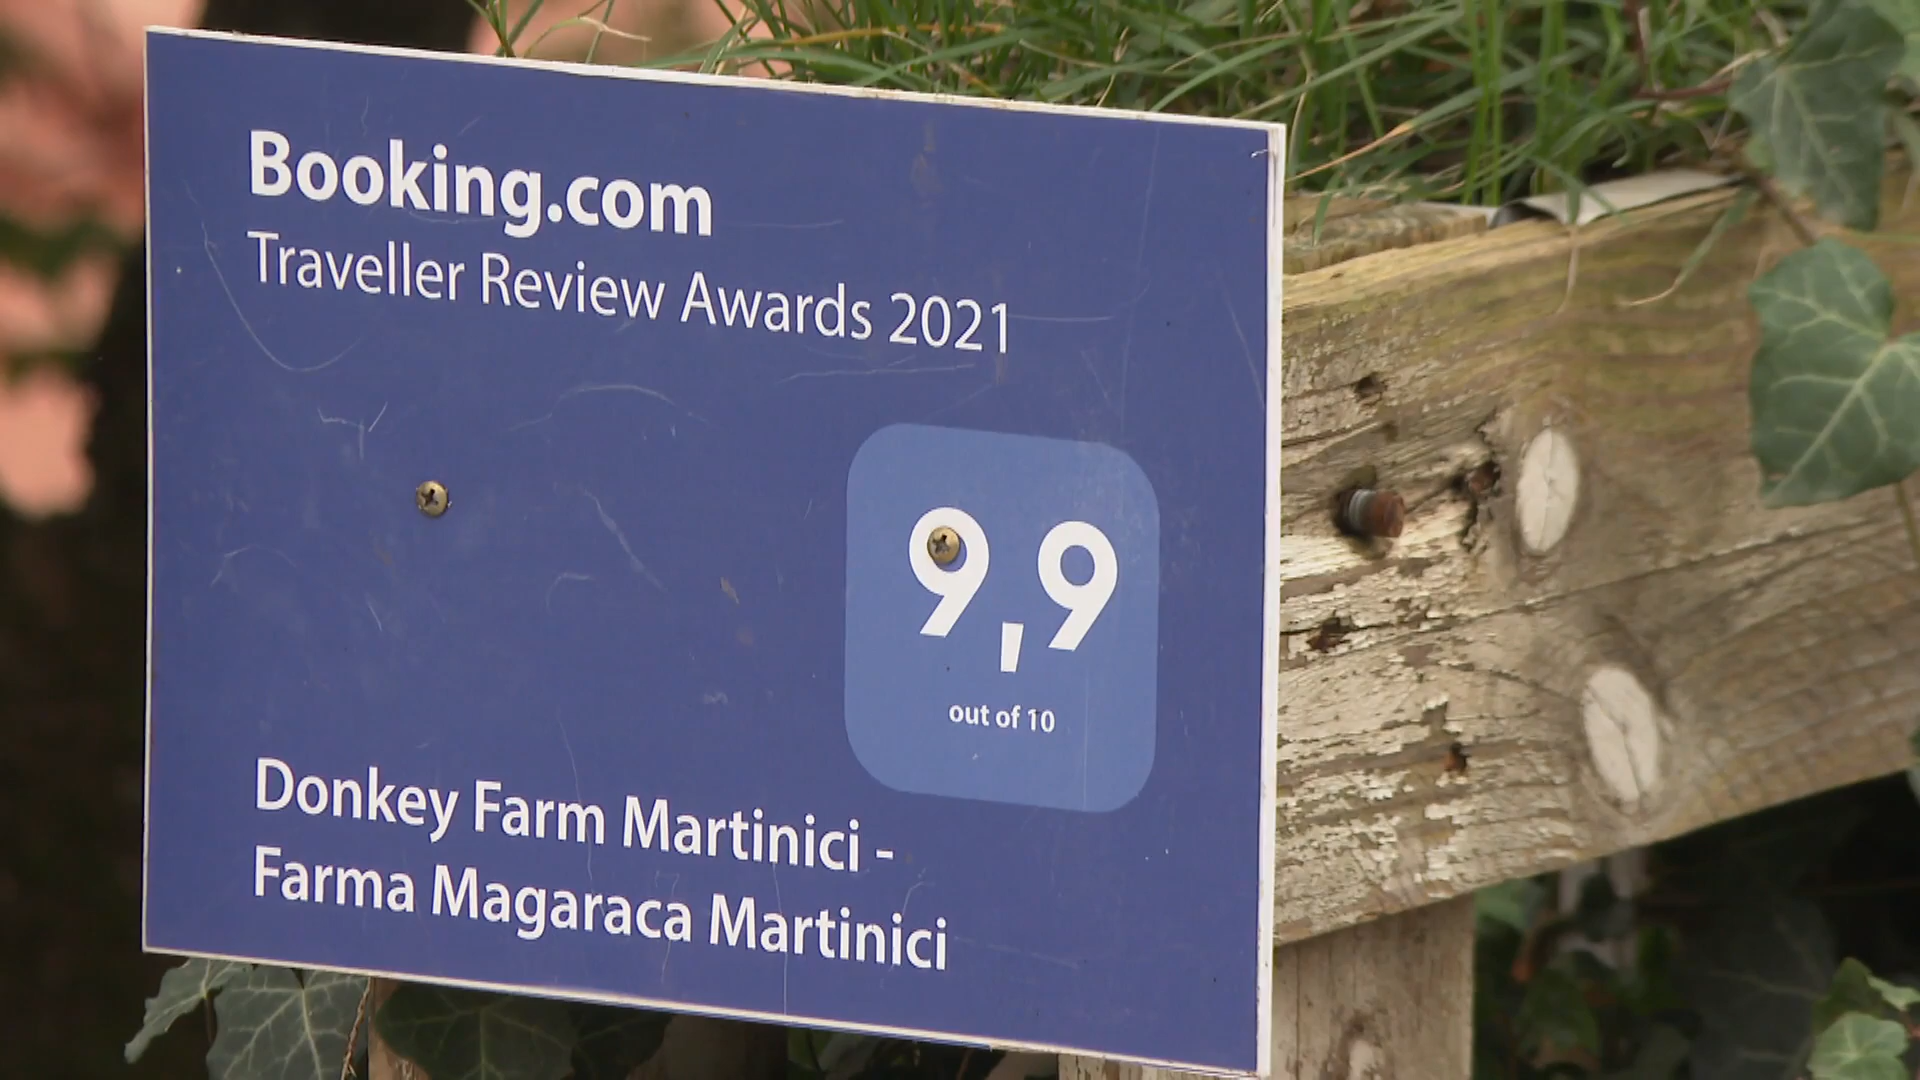 Booking.com
Traveller Review Awards 2021
9,9
out of 10
Donkey Farm Martinici -
Farma Magaraca Martinici